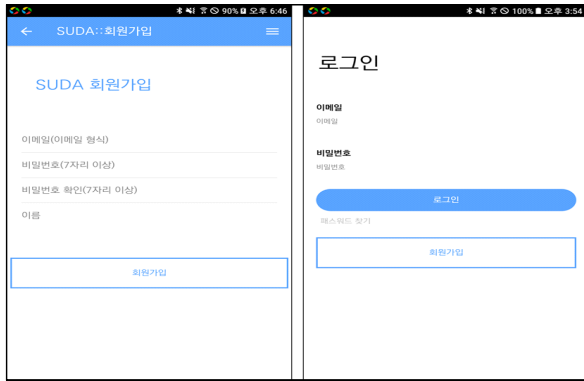 90% 오후 6:46
SUDA::회원가입
SUDA 회원가입
이메일(이메일 형식)
비밀번호(7자리 이상)
비밀번호 확인(7자리 이상)
이름
회원가입
100% 오후 3:54
로그인
이메일
이메일
비밀번호
비밀번호
로그인
패스워드 찾기
회원가입